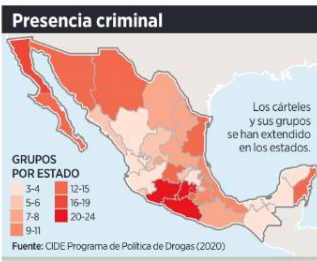 Presencia criminal
Los cárteles
y sus grupos
se han extendido
en los estados.
GRUPOS
POR ESTADO
3-4
5-6
7-8
9-11
12-15
16-19
20-24
Fuente: CIDE Programa de Política de Drogas (2020)